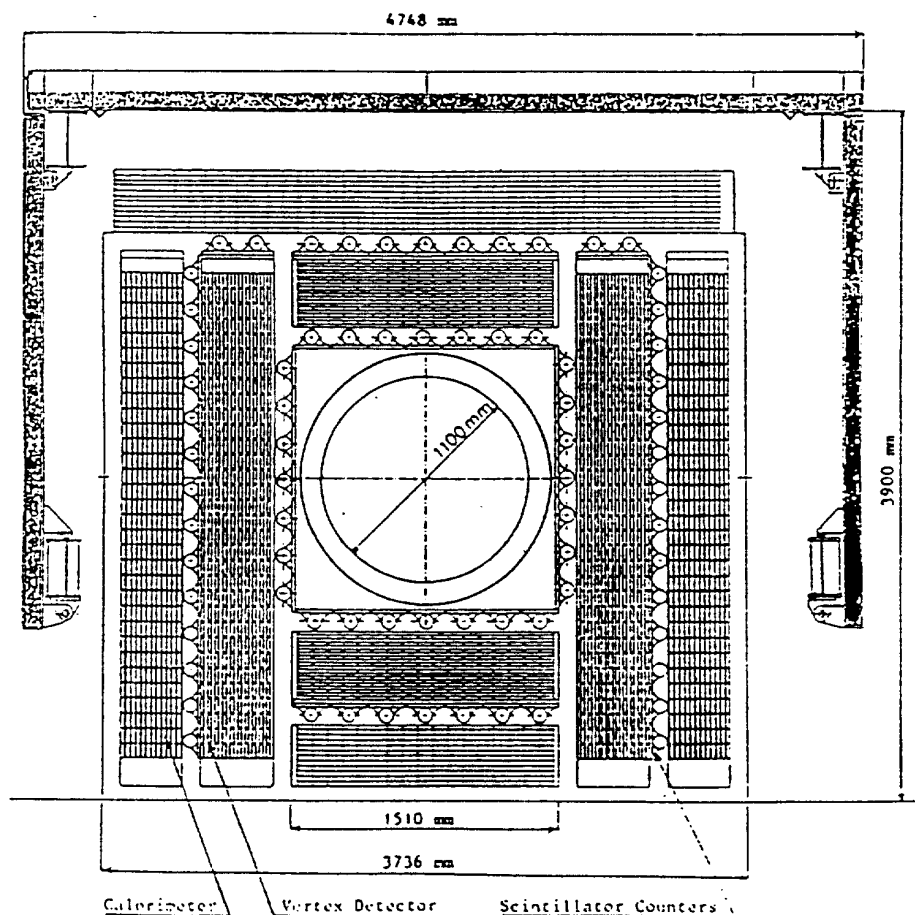 4748 mm
1100 mm
3900 mm
1510 mm
3736 mm
Calorimeter Vertex Detector Scintillator Counters